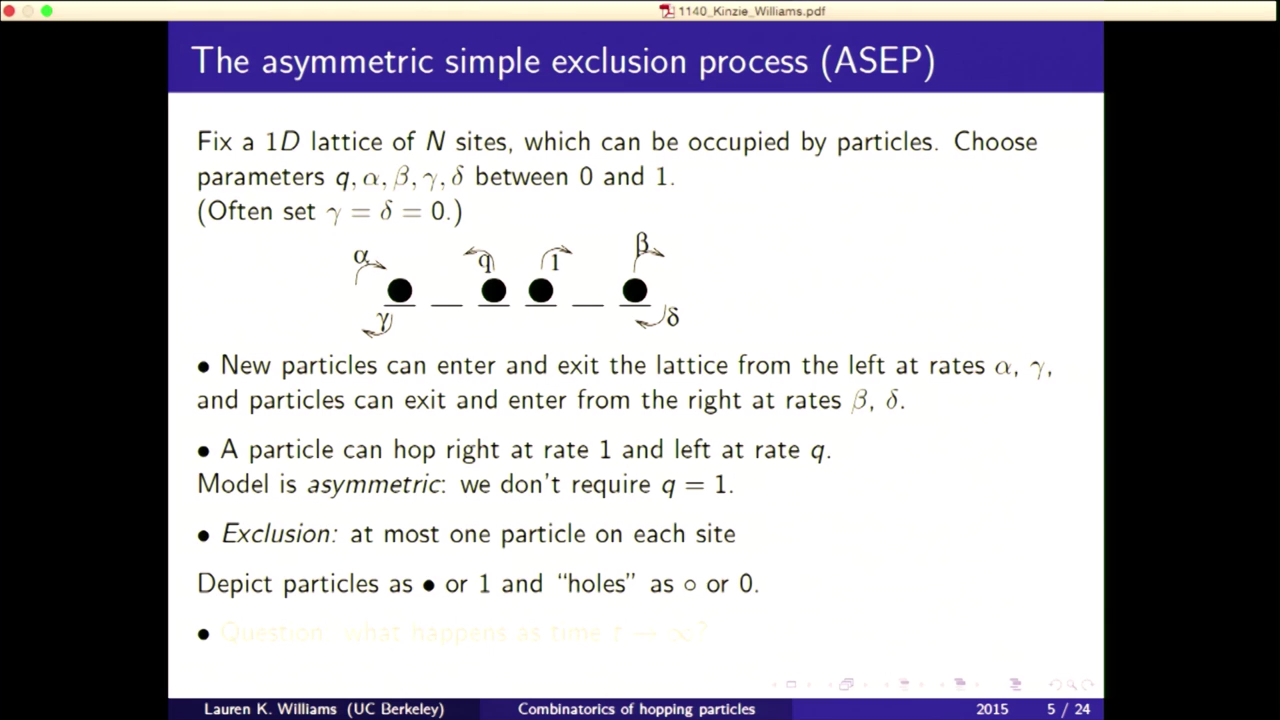 1140_Kinzie_Williams.pdf
The asymmetric simple exclusion process (ASEP)
Fix a 1D lattice of N sites, which can be occupied by particles. Choose
parameters q, α, β, γ, δ between 0 and 1.
(Often set γ = δ = 0.)
α q 1 β
γ δ
• New particles can enter and exit the lattice from the left at rates α, γ,
and particles can exit and enter from the right at rates β, δ.
• A particle can hop right at rate 1 and left at rate q.
Model is asymmetric: we don't require q = 1.
• Exclusion: at most one particle on each site
Depict particles as ● or 1 and “holes” as ○ or 0.
• Question: what happens as time t → ∞?
Lauren K. Williams (UC Berkeley) Combinatorics of hopping particles 2015 5 / 24